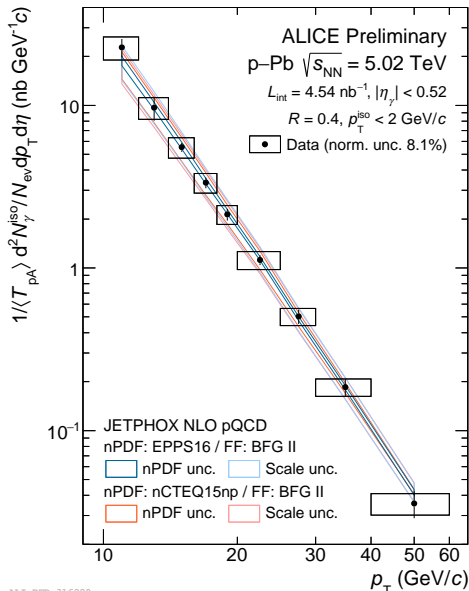 ALICE Preliminary
p–Pb √s_NN = 5.02 TeV
L_int = 4.54 nb⁻¹, |η_γ| < 0.52
R = 0.4, p_T^iso < 2 GeV/c
Data (norm. unc. 8.1%)
1/⟨T_pA⟩ d²N_γ^iso/N_ev dp_T dη (nb GeV⁻¹c)
10
1
10⁻¹
JETPHOX NLO pQCD
nPDF: EPPS16 / FF: BFG II
nPDF unc. Scale unc.
nPDF: nCTEQ15np / FF: BFG II
nPDF unc. Scale unc.
10 20 30 40 50 60
p_T (GeV/c)